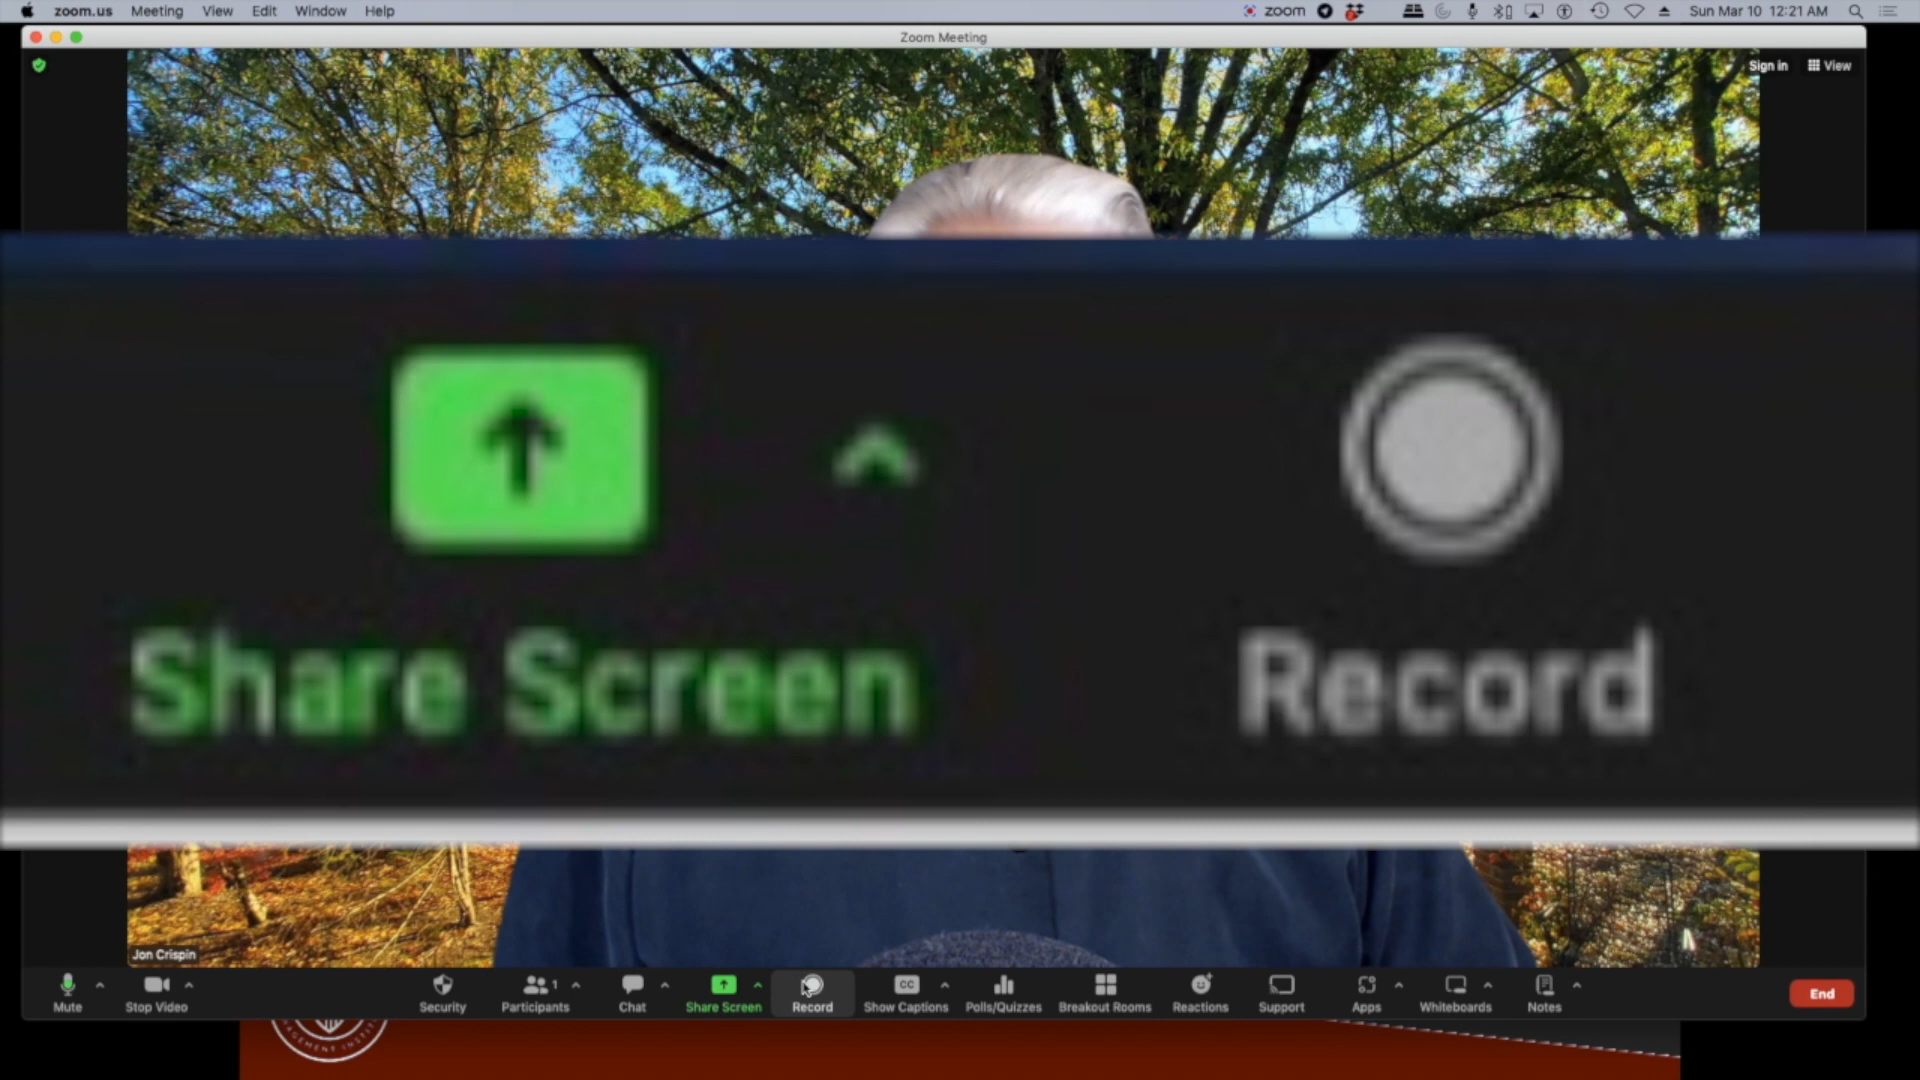 zoom.us Meeting View Edit Window Help
zoom
Sun Mar 10 12:21 AM
Zoom Meeting
Sign in
View
Share Screen
Record
Jon Crispin
Mute
Stop Video
Security
Participants
1
Chat
Share Screen
Record
CC
Show Captions
Polls/Quizzes
Breakout Rooms
Reactions
Support
Apps
Whiteboards
Notes
End